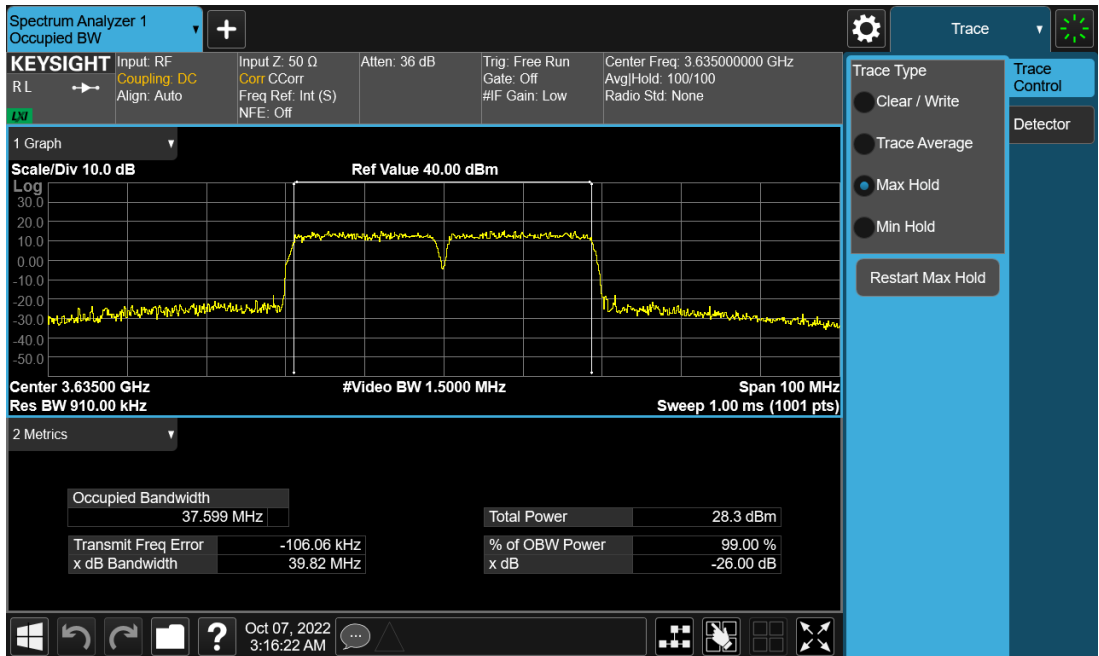 Spectrum Analyzer 1
Occupied BW
Trace
KEYSIGHT
R L
LXI
Input: RF
Coupling: DC
Align: Auto
Input Z: 50 Ω
Corr CCorr
Freq Ref: Int (S)
NFE: Off
Atten: 36 dB
Trig: Free Run
Gate: Off
#IF Gain: Low
Center Freq: 3.635000000 GHz
Avg|Hold: 100/100
Radio Std: None
Trace Type
Clear / Write
Trace Average
Max Hold
Min Hold
Restart Max Hold
Trace
Control
Detector
1 Graph
Scale/Div 10.0 dB
Ref Value 40.00 dBm
Log
30.0
20.0
10.0
0.00
-10.0
-20.0
-30.0
-40.0
-50.0
Center 3.63500 GHz
#Video BW 1.5000 MHz
Span 100 MHz
Res BW 910.00 kHz
Sweep 1.00 ms (1001 pts)
2 Metrics
Occupied Bandwidth
37.599 MHz
Total Power 28.3 dBm
Transmit Freq Error -106.06 kHz
% of OBW Power 99.00 %
x dB Bandwidth 39.82 MHz
x dB -26.00 dB
?
Oct 07, 2022
3:16:22 AM